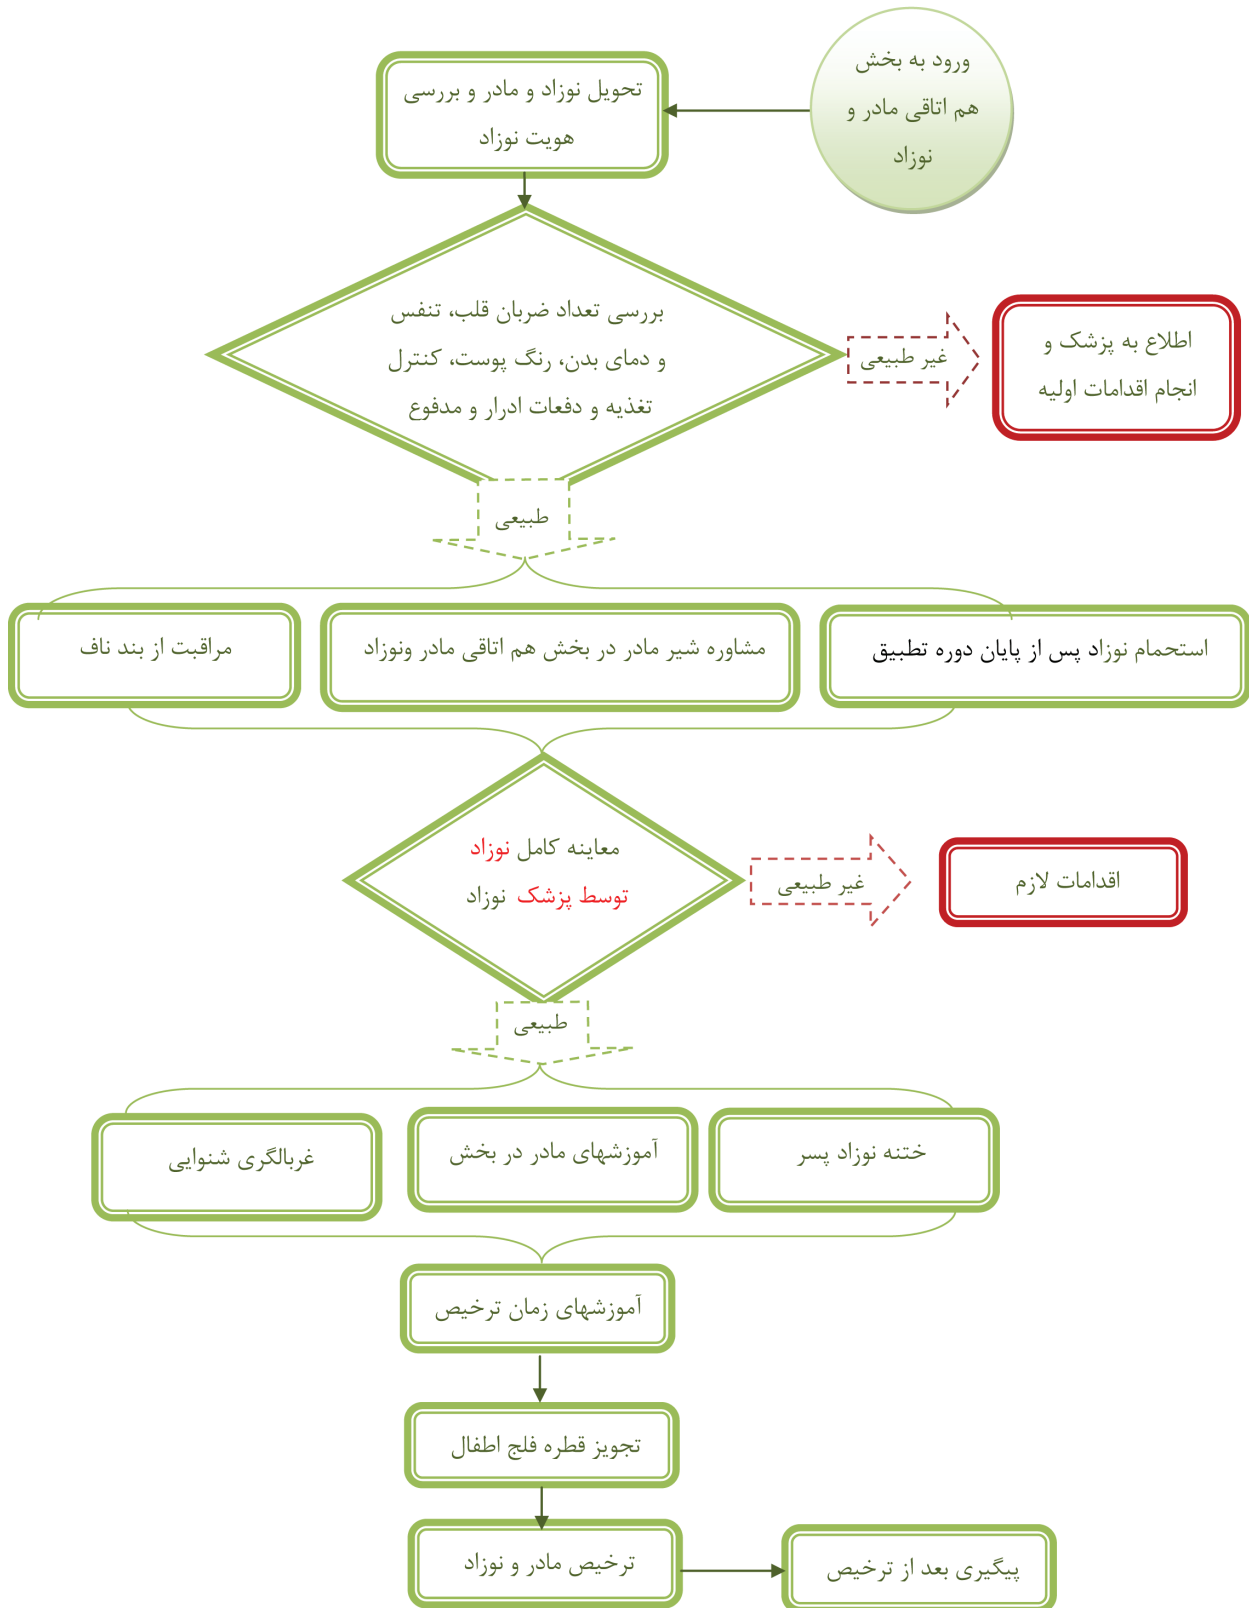 ورود به بخش
هم اتاقی مادر و
نوزاد
تحویل نوزاد و مادر و بررسی
هویت نوزاد
بررسی تعداد ضربان قلب، تنفس
و دمای بدن، رنگ پوست، کنترل
تغذیه و دفعات ادرار و مدفوع
غیر طبیعی
اطلاع به پزشک و
انجام اقدامات اولیه
طبیعی
استحمام نوزاد پس از پایان دوره تطبیق
مشاوره شیر مادر در بخش هم اتاقی مادر ونوزاد
مراقبت از بند ناف
معاینه کامل نوزاد
توسط پزشک نوزاد
غیر طبیعی
اقدامات لازم
طبیعی
ختنه نوزاد پسر
آموزشهای مادر در بخش
غربالگری شنوایی
آموزشهای زمان ترخیص
تجویز قطره فلج اطفال
ترخیص مادر و نوزاد
پیگیری بعد از ترخیص